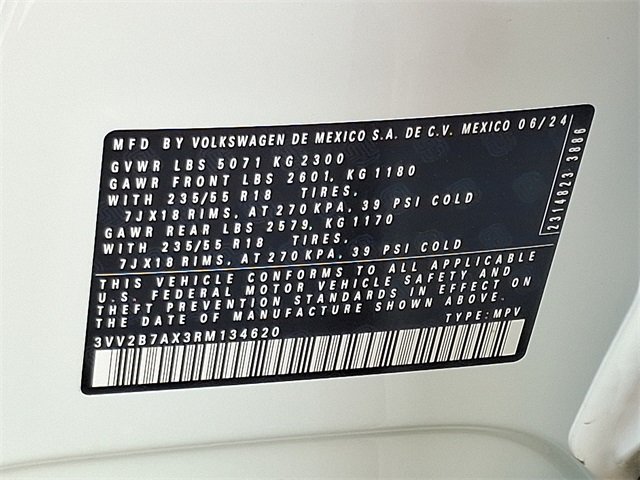 MFD BY VOLKSWAGEN DE MEXICO S.A. DE C.V. MEXICO 06/24
GVWR LBS 5071 KG 2300
GAWR FRONT LBS 2601, KG 1180
WITH 235/55 R18 TIRES,
7JX18 RIMS, AT 270 KPA, 39 PSI COLD
GAWR REAR LBS 2579, KG 1170
WITH 235/55 R18 TIRES,
7JX18 RIMS, AT 270 KPA, 39 PSI COLD
THIS VEHICLE CONFORMS TO ALL APPLICABLE
U.S. FEDERAL MOTOR VEHICLE SAFETY AND
THEFT PREVENTION STANDARDS IN EFFECT ON
THE DATE OF MANUFACTURE SHOWN ABOVE.
TYPE: MPV
3VV2B7AX3RM134620
2314823 3886